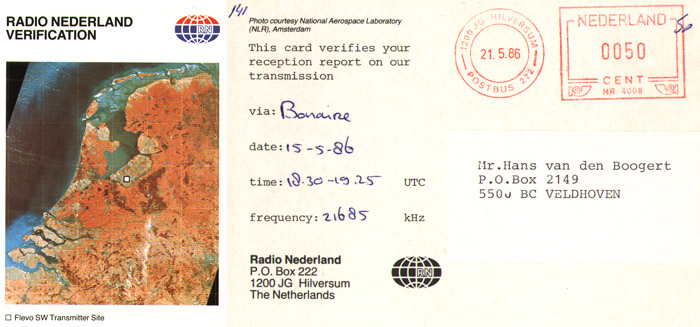 RADIO NEDERLAND
VERIFICATION
RN
□ Flevo SW Transmitter Site
141
Photo courtesy National Aerospace Laboratory
(NLR), Amsterdam
This card verifies your
reception report on our
transmission
via: Bonaire
date: 15-5-86
time: 18.30-19.25 UTC
frequency: 21685 kHz
Radio Nederland
P.O. Box 222
1200 JG Hilversum
The Netherlands
RN
1200 JG HILVERSUM
21.5.86
POSTBUS 222
NEDERLAND
0050
CENT
HR 4008
Mr.Hans van den Boogert
P.O.Box 2149
5500 BC VELDHOVEN